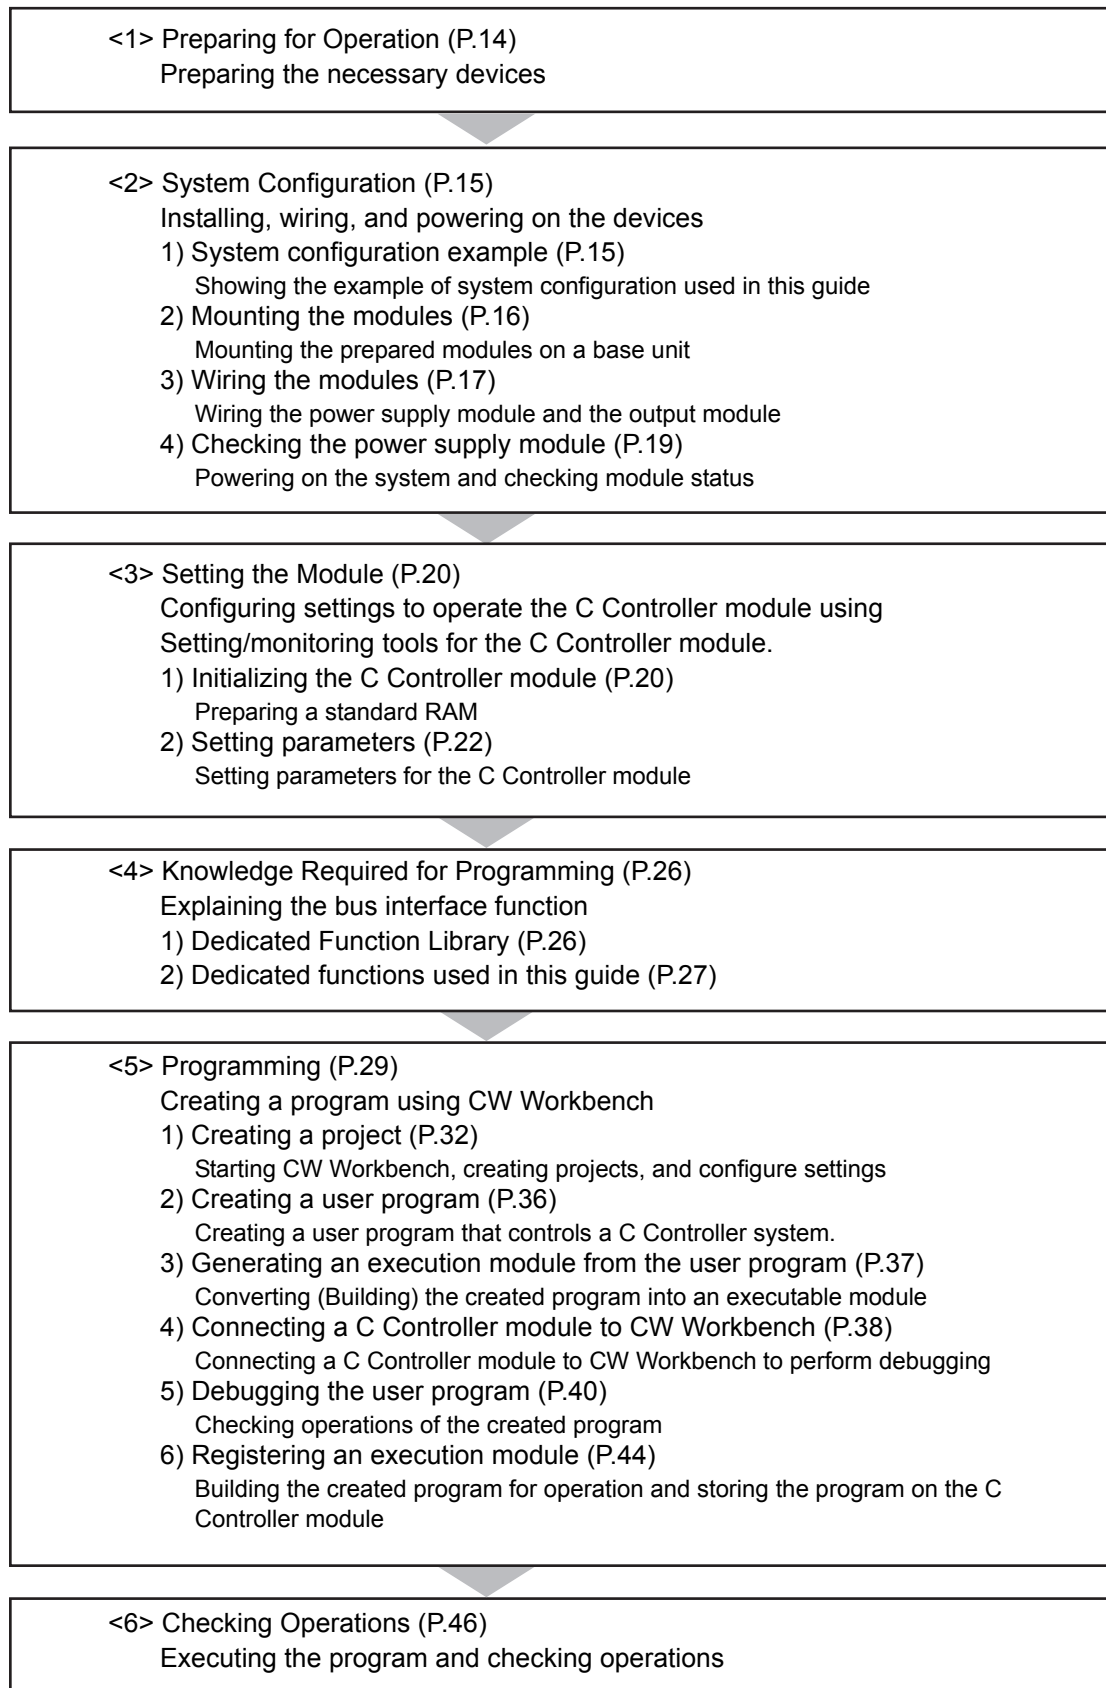 <1> Preparing for Operation (P.14)
Preparing the necessary devices
<2> System Configuration (P.15)
Installing, wiring, and powering on the devices
1) System configuration example (P.15)
Showing the example of system configuration used in this guide
2) Mounting the modules (P.16)
Mounting the prepared modules on a base unit
3) Wiring the modules (P.17)
Wiring the power supply module and the output module
4) Checking the power supply module (P.19)
Powering on the system and checking module status
<3> Setting the Module (P.20)
Configuring settings to operate the C Controller module using
Setting/monitoring tools for the C Controller module.
1) Initializing the C Controller module (P.20)
Preparing a standard RAM
2) Setting parameters (P.22)
Setting parameters for the C Controller module
<4> Knowledge Required for Programming (P.26)
Explaining the bus interface function
1) Dedicated Function Library (P.26)
2) Dedicated functions used in this guide (P.27)
<5> Programming (P.29)
Creating a program using CW Workbench
1) Creating a project (P.32)
Starting CW Workbench, creating projects, and configure settings
2) Creating a user program (P.36)
Creating a user program that controls a C Controller system.
3) Generating an execution module from the user program (P.37)
Converting (Building) the created program into an executable module
4) Connecting a C Controller module to CW Workbench (P.38)
Connecting a C Controller module to CW Workbench to perform debugging
5) Debugging the user program (P.40)
Checking operations of the created program
6) Registering an execution module (P.44)
Building the created program for operation and storing the program on the C
Controller module
<6> Checking Operations (P.46)
Executing the program and checking operations